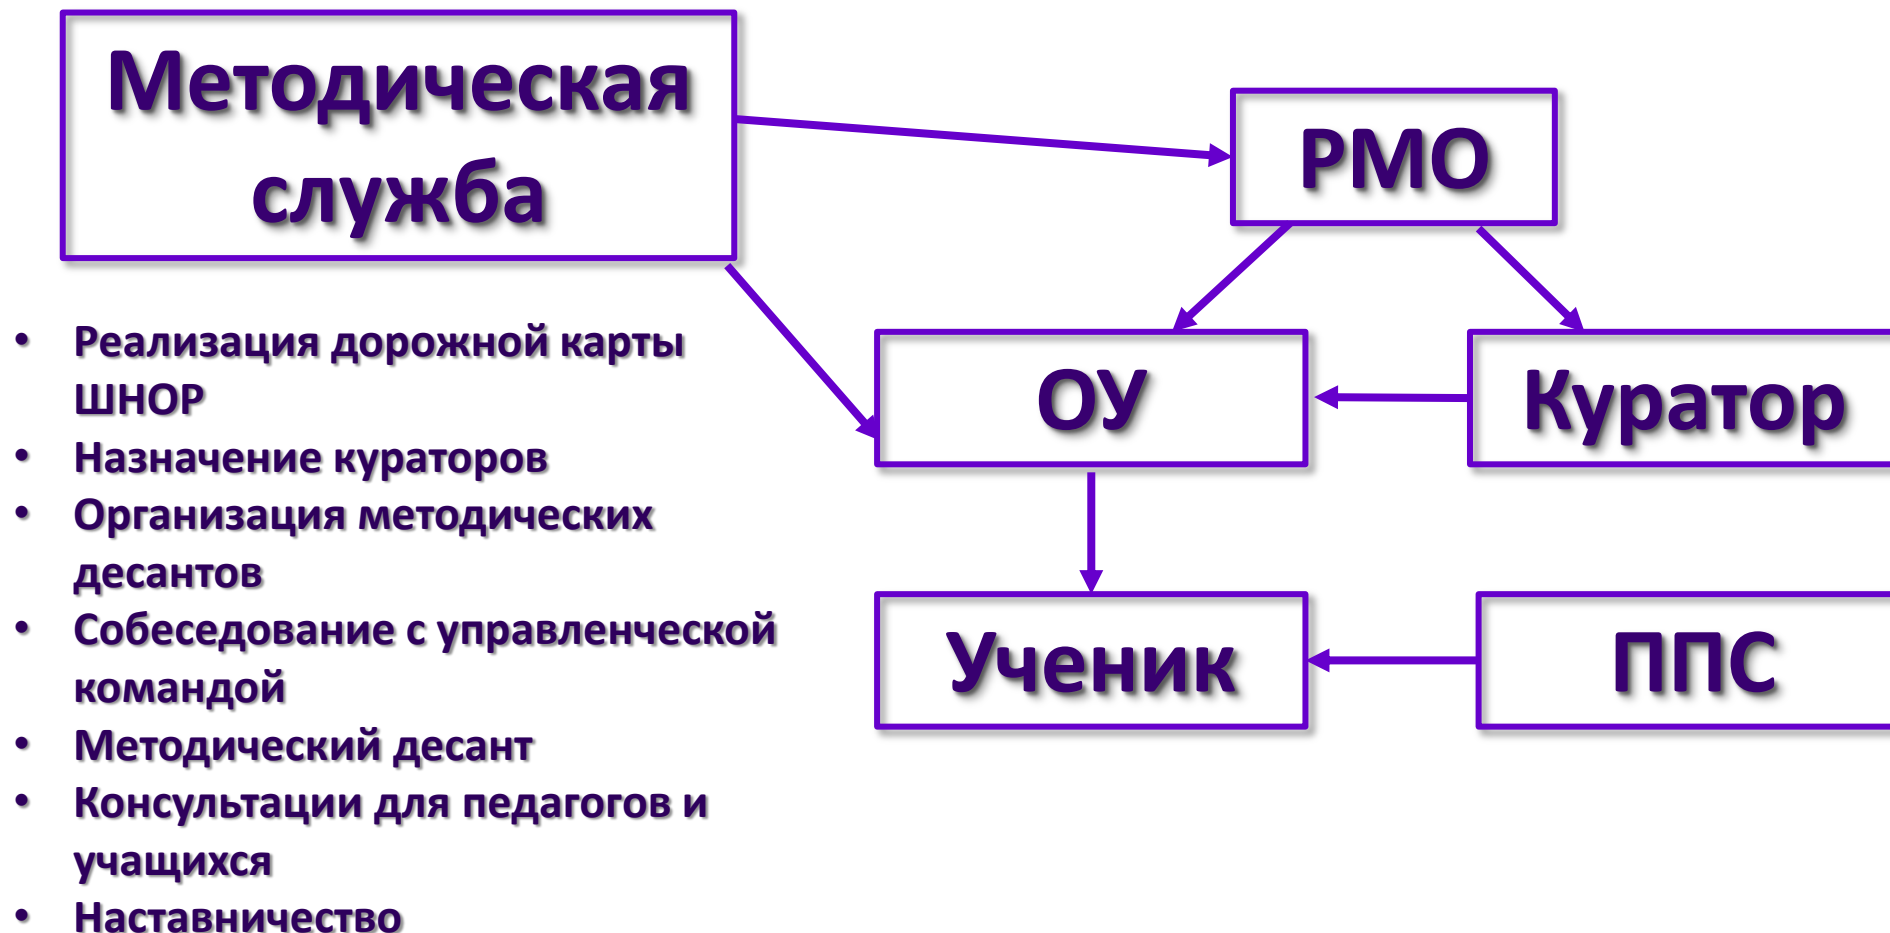 Методическая
служба
РМО
ОУ
Куратор
Ученик
ППС
• Реализация дорожной карты
ШНОР
• Назначение кураторов
• Организация методических
десантов
• Собеседование с управленческой
командой
• Методический десант
• Консультации для педагогов и
учащихся
• Наставничество